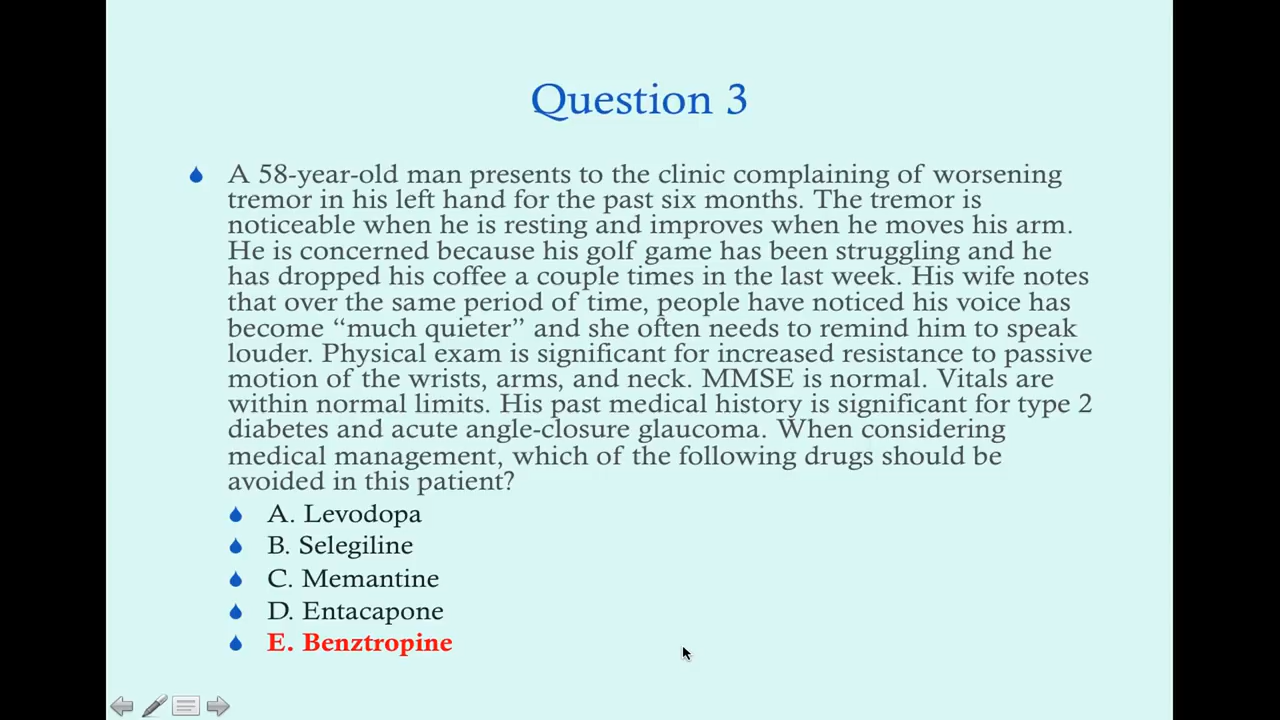 Question 3
A 58-year-old man presents to the clinic complaining of worsening
tremor in his left hand for the past six months. The tremor is
noticeable when he is resting and improves when he moves his arm.
He is concerned because his golf game has been struggling and he
has dropped his coffee a couple times in the last week. His wife notes
that over the same period of time, people have noticed his voice has
become “much quieter” and she often needs to remind him to speak
louder. Physical exam is significant for increased resistance to passive
motion of the wrists, arms, and neck. MMSE is normal. Vitals are
within normal limits. His past medical history is significant for type 2
diabetes and acute angle-closure glaucoma. When considering
medical management, which of the following drugs should be
avoided in this patient?
A. Levodopa
B. Selegiline
C. Memantine
D. Entacapone
E. Benztropine